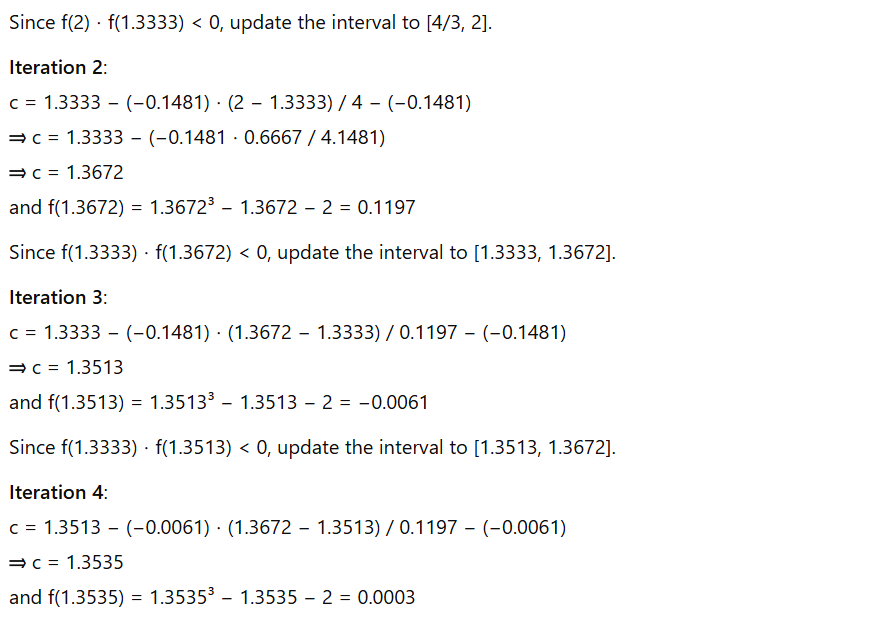 Since f(2) · f(1.3333) < 0, update the interval to [4/3, 2].
Iteration 2:
c = 1.3333 − (−0.1481) · (2 − 1.3333) / 4 − (−0.1481)
⇒ c = 1.3333 − (−0.1481 · 0.6667 / 4.1481)
⇒ c = 1.3672
and f(1.3672) = 1.3672³ − 1.3672 − 2 = 0.1197
Since f(1.3333) · f(1.3672) < 0, update the interval to [1.3333, 1.3672].
Iteration 3:
c = 1.3333 − (−0.1481) · (1.3672 − 1.3333) / 0.1197 − (−0.1481)
⇒ c = 1.3513
and f(1.3513) = 1.3513³ − 1.3513 − 2 = −0.0061
Since f(1.3333) · f(1.3513) < 0, update the interval to [1.3513, 1.3672].
Iteration 4:
c = 1.3513 − (−0.0061) · (1.3672 − 1.3513) / 0.1197 − (−0.0061)
⇒ c = 1.3535
and f(1.3535) = 1.3535³ − 1.3535 − 2 = 0.0003